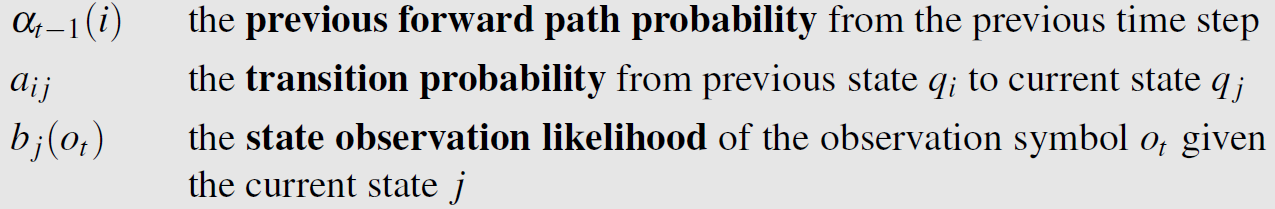 αₜ₋₁(i) the previous forward path probability from the previous time step
aᵢⱼ the transition probability from previous state qᵢ to current state qⱼ
bⱼ(oₜ) the state observation likelihood of the observation symbol oₜ given
the current state j